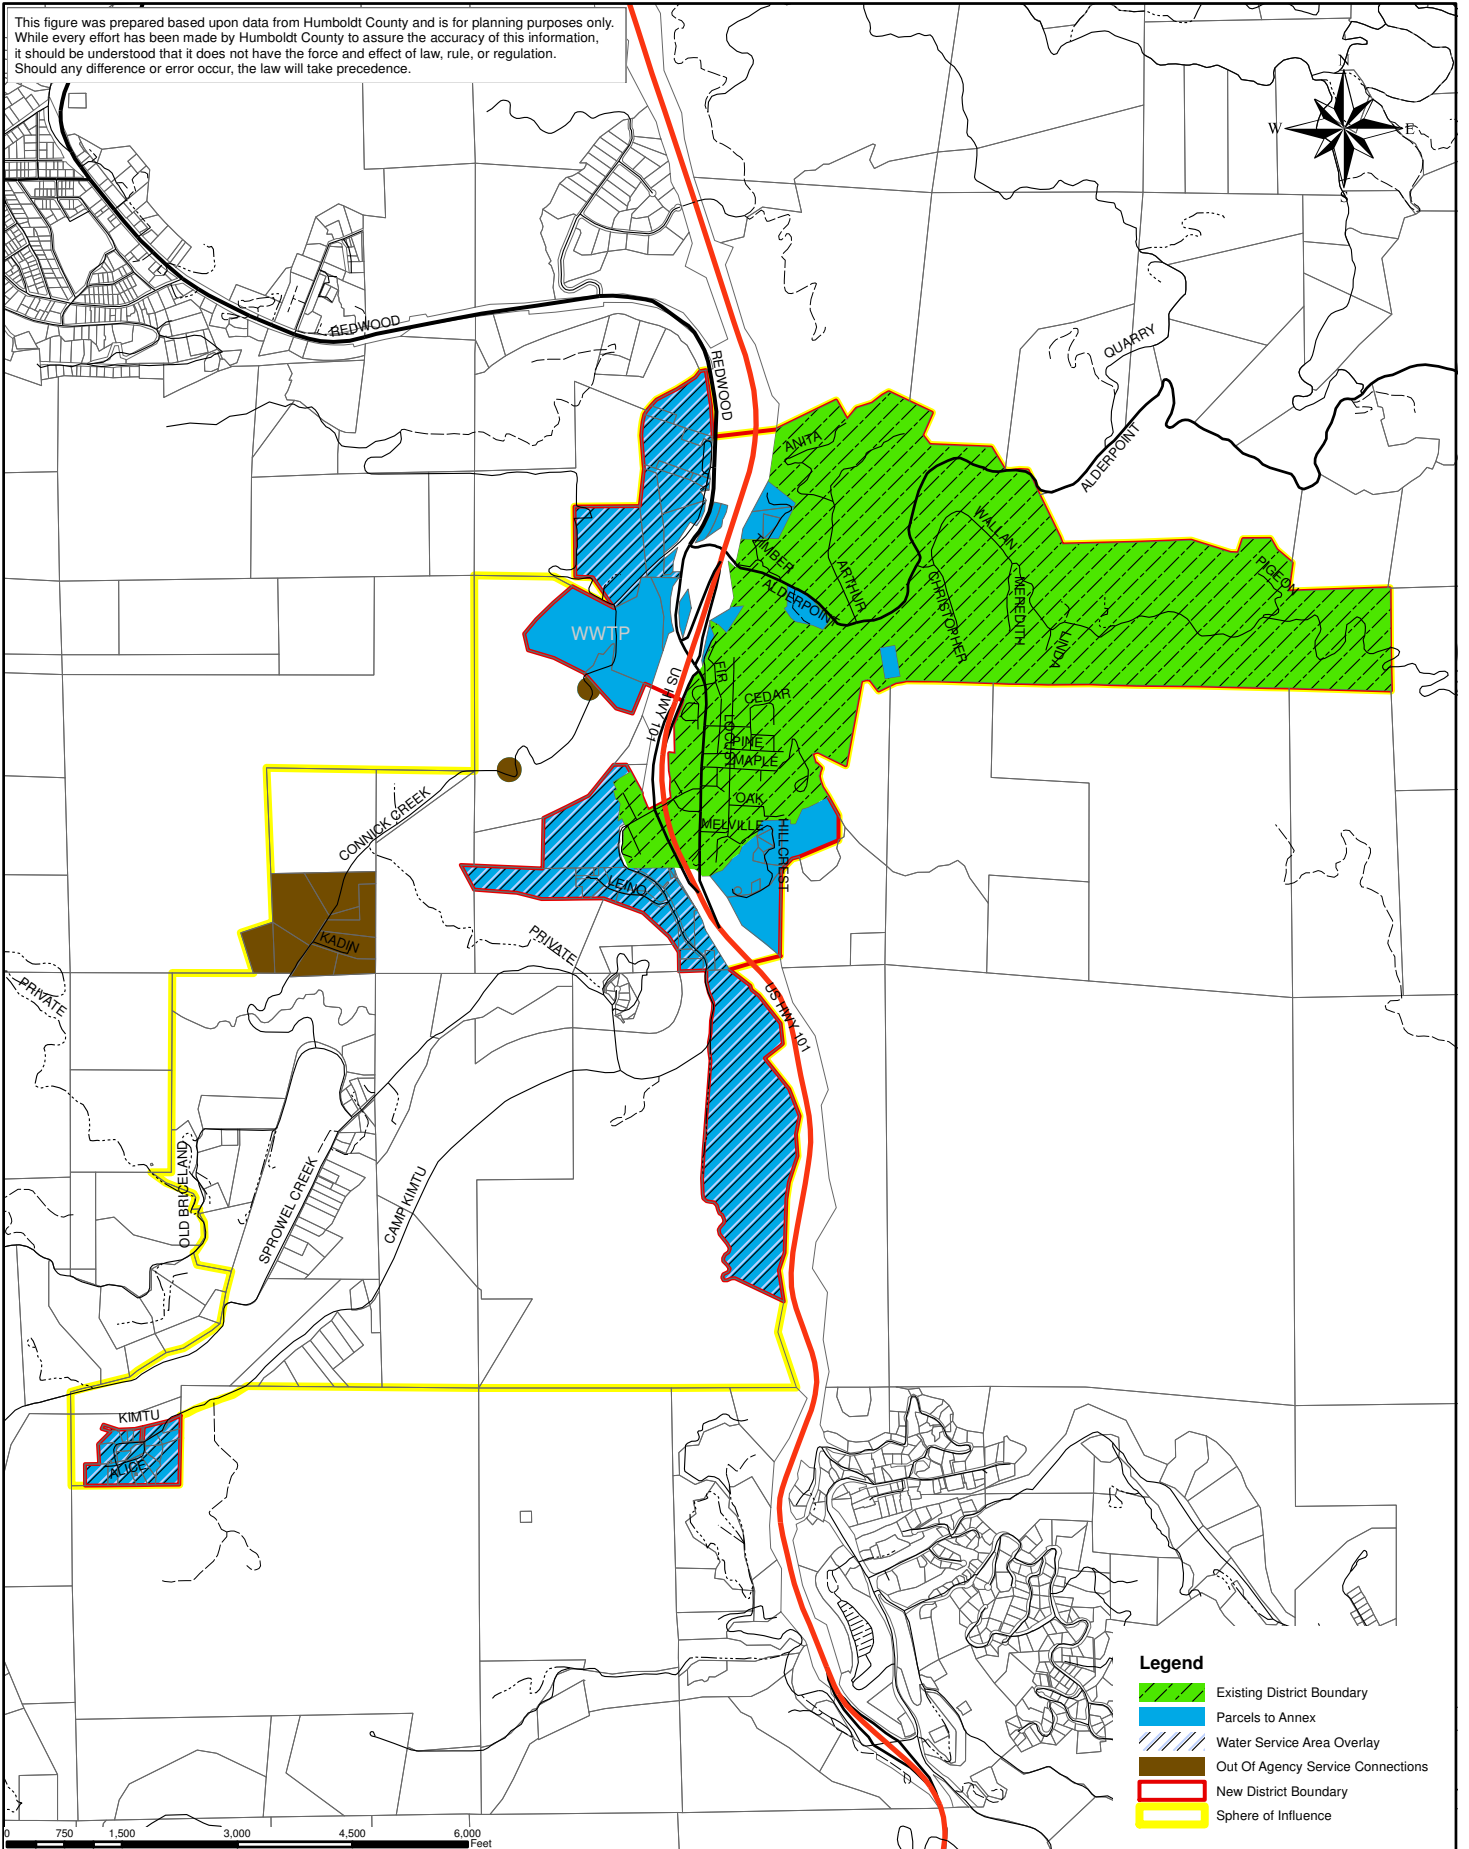 This figure was prepared based upon data from Humboldt County and is for planning purposes only.
While every effort has been made by Humboldt County to assure the accuracy of this information,
it should be understood that it does not have the force and effect of law, rule, or regulation.
Should any difference or error occur, the law will take precedence.
N
W
E
S
REDWOOD
REDWOOD
QUARRY
ALDERPOINT
ANITA
WALLAN
TIMBER
ARTHUR
PIGEON
ALDERPOINT
CHRISTOPHER
MEREDITH
LINDA
WWTP
FIR
US HWY 101
CEDAR
LOCUST
PINE
MAPLE
OAK
MELVILLE
HILLCREST
CONNICK CREEK
LEINO
KADIN
PRIVATE
PRIVATE
US HWY 101
OLD BRICELAND
SPROWEL CREEK
CAMP KIMTU
KIMTU
ALICE
Legend
Existing District Boundary
Parcels to Annex
Water Service Area Overlay
Out Of Agency Service Connections
New District Boundary
Sphere of Influence
0 750 1,500 3,000 4,500 6,000
Feet